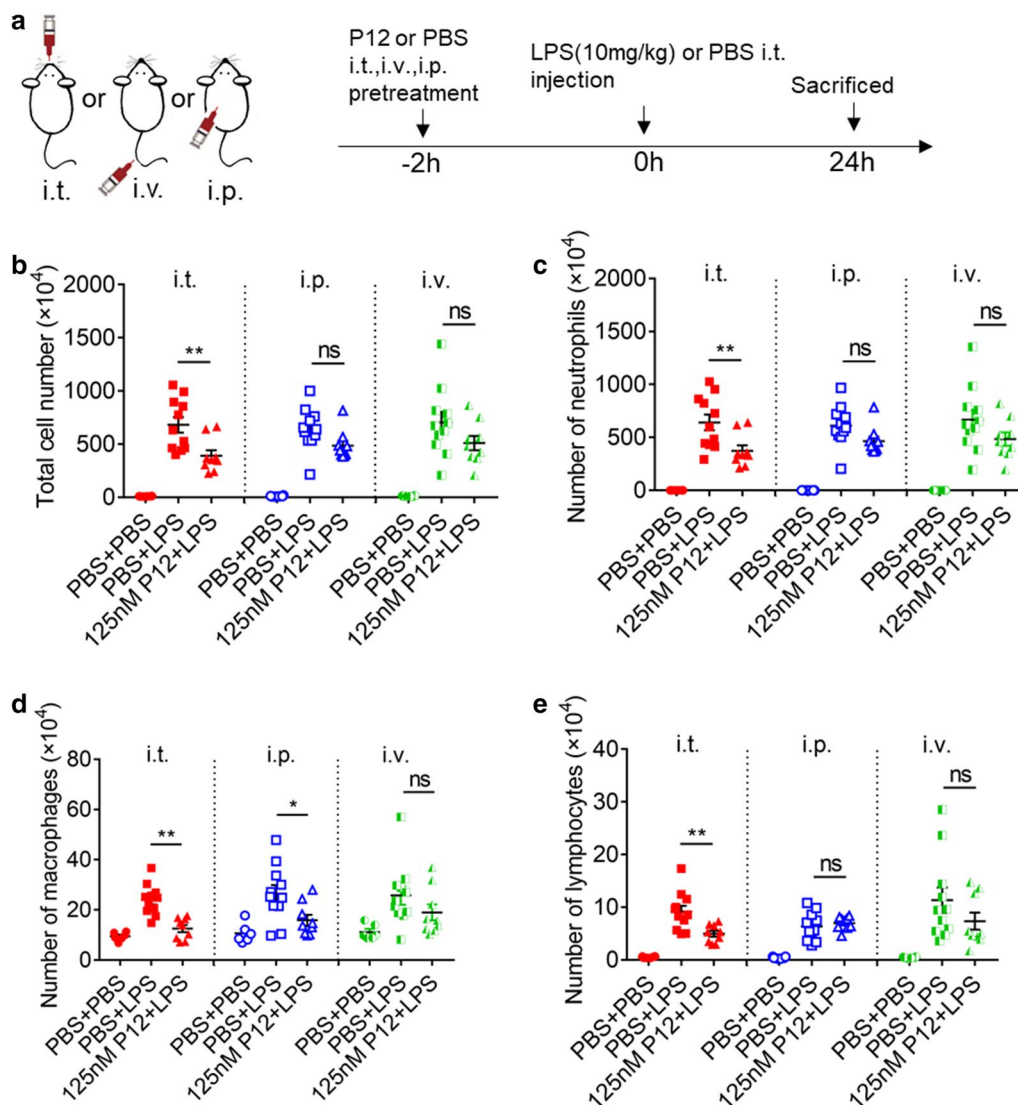 a
or
or
i.t.
i.v.
i.p.
P12 or PBS
i.t.,i.v.,i.p.
pretreatment
LPS(10mg/kg) or PBS i.t.
injection
Sacrificed
-2h
0h
24h
b
Total cell number (×10⁴)
2000
1500
1000
500
0
i.t.
i.p.
i.v.
**
ns
ns
PBS+PBS
PBS+LPS
125nM P12+LPS
PBS+PBS
PBS+LPS
125nM P12+LPS
PBS+PBS
PBS+LPS
125nM P12+LPS
c
Number of neutrophils (×10⁴)
2000
1500
1000
500
0
i.t.
i.p.
i.v.
**
ns
ns
PBS+PBS
PBS+LPS
125nM P12+LPS
PBS+PBS
PBS+LPS
125nM P12+LPS
PBS+PBS
PBS+LPS
125nM P12+LPS
d
Number of macrophages (×10⁴)
80
60
40
20
0
i.t.
i.p.
i.v.
**
*
ns
PBS+PBS
PBS+LPS
125nM P12+LPS
PBS+PBS
PBS+LPS
125nM P12+LPS
PBS+PBS
PBS+LPS
125nM P12+LPS
e
Number of lymphocytes (×10⁴)
40
30
20
10
0
i.t.
i.p.
i.v.
**
ns
ns
PBS+PBS
PBS+LPS
125nM P12+LPS
PBS+PBS
PBS+LPS
125nM P12+LPS
PBS+PBS
PBS+LPS
125nM P12+LPS